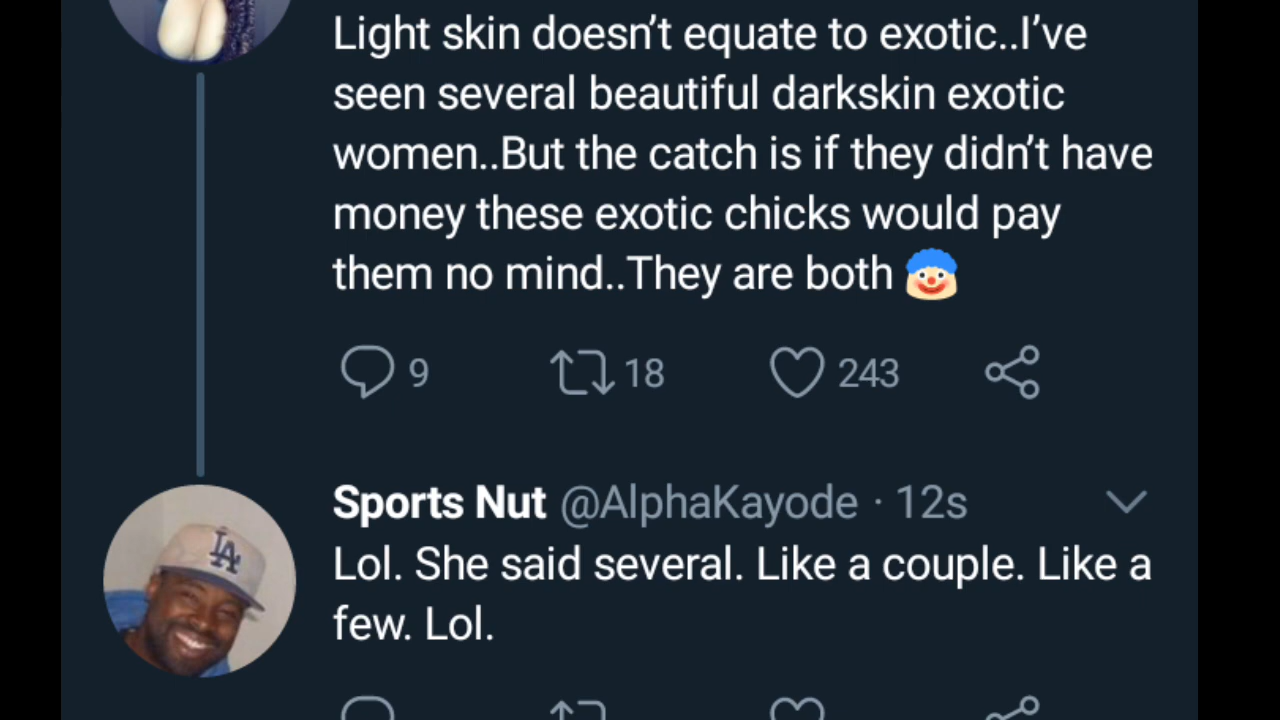 Light skin doesn’t equate to exotic..I’ve
seen several beautiful darkskin exotic
women..But the catch is if they didn’t have
money these exotic chicks would pay
them no mind..They are both 🤡
9 18 243
Sports Nut @AlphaKayode · 12s
LA
Lol. She said several. Like a couple. Like a
few. Lol.